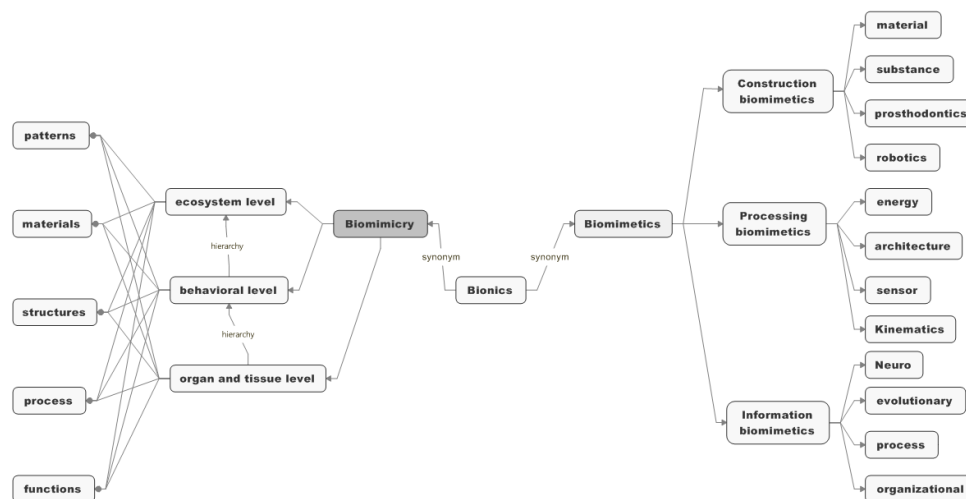 material
substance
prosthodontics
robotics
Construction
biomimetics
patterns
materials
structures
process
functions
ecosystem level
hierarchy
behavioral level
hierarchy
organ and tissue level
Biomimicry
synonym
Bionics
synonym
Biomimetics
Processing
biomimetics
energy
architecture
sensor
Kinematics
Information
biomimetics
Neuro
evolutionary
process
organizational